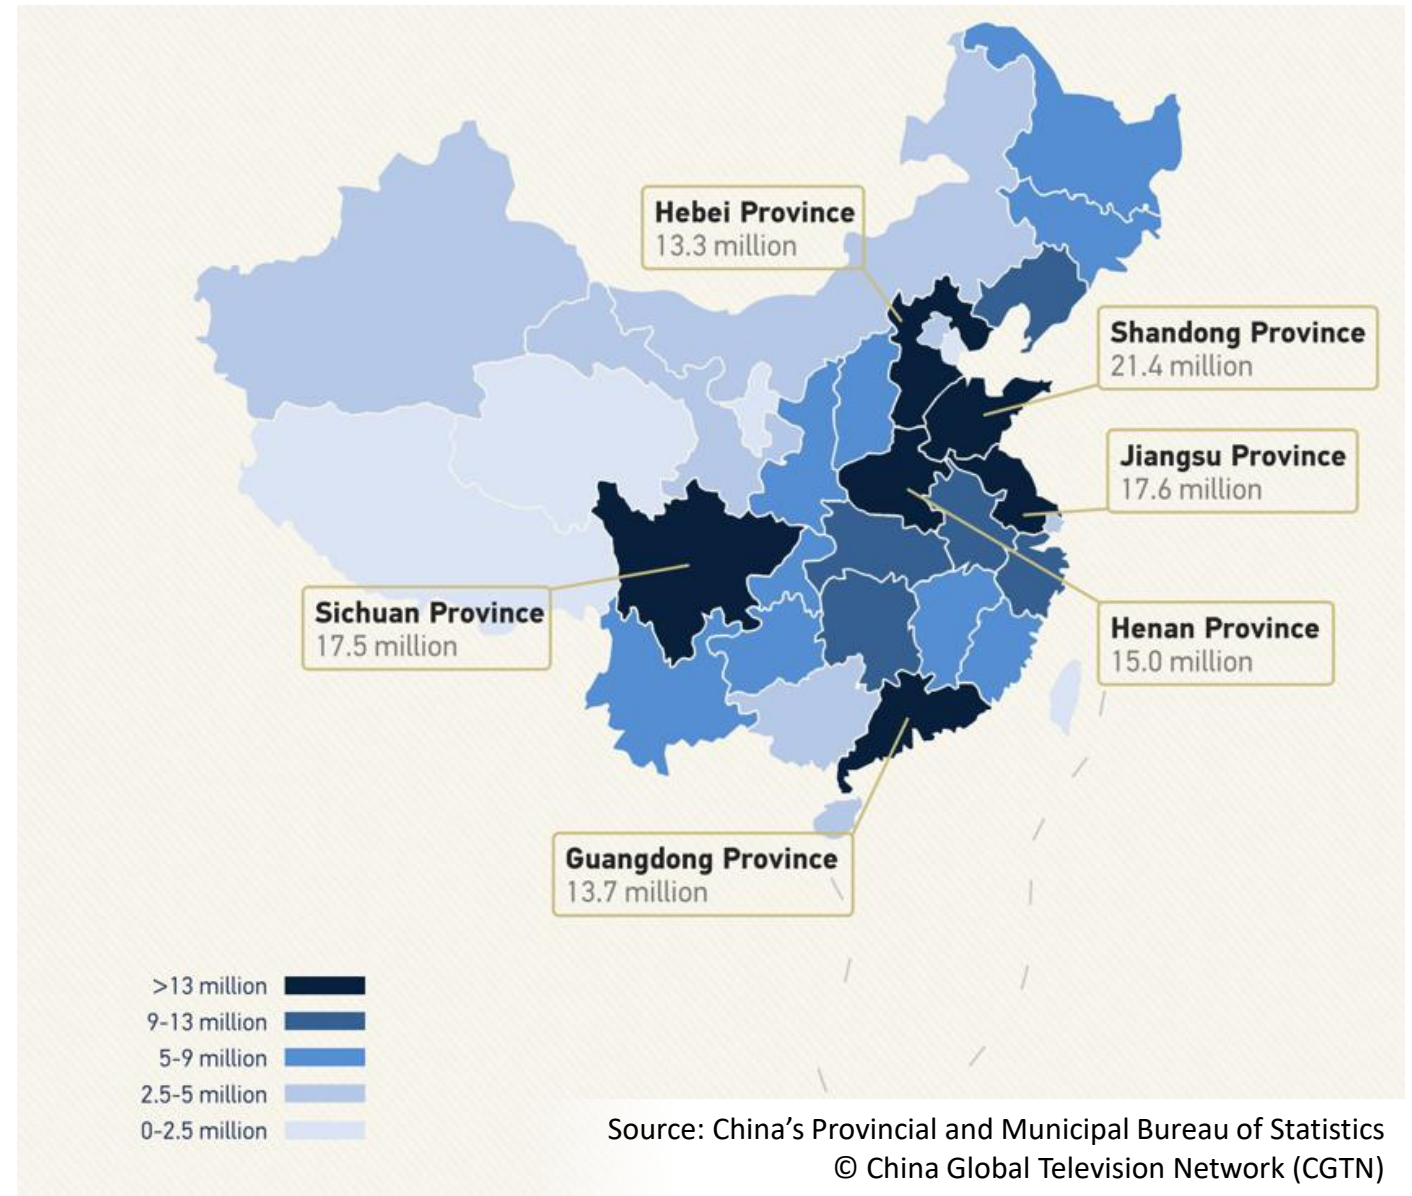 Hebei Province
13.3 million
Shandong Province
21.4 million
Jiangsu Province
17.6 million
Sichuan Province
17.5 million
Henan Province
15.0 million
Guangdong Province
13.7 million
>13 million
9-13 million
5-9 million
2.5-5 million
0-2.5 million
Source: China’s Provincial and Municipal Bureau of Statistics
© China Global Television Network (CGTN)